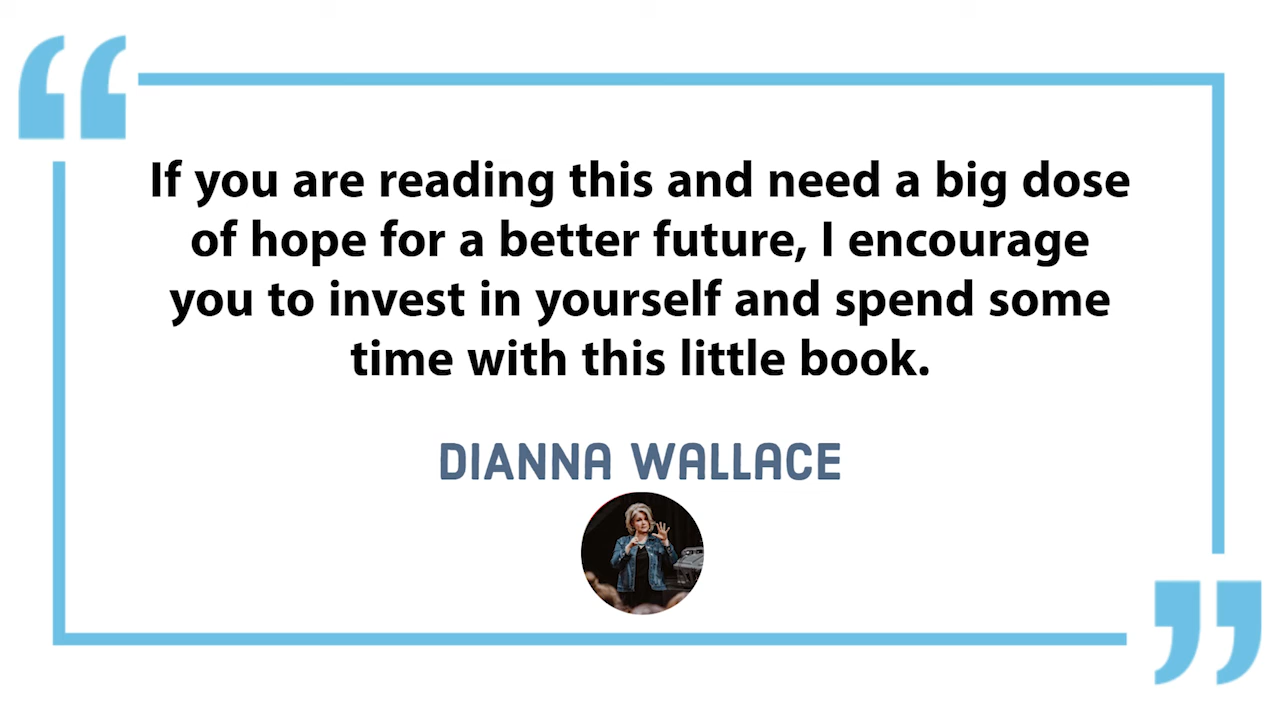 If you are reading this and need a big dose
of hope for a better future, I encourage
you to invest in yourself and spend some
time with this little book.
DIANNA WALLACE